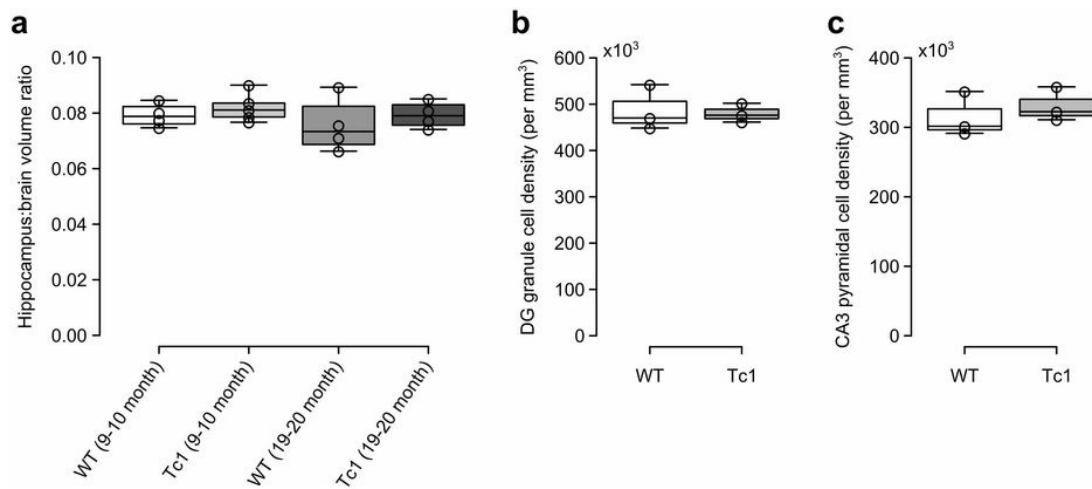 a
Hippocampus:brain volume ratio
0.10
0.08
0.06
0.04
0.02
0.00
WT (9-10 month)
Tc1 (9-10 month)
WT (19-20 month)
Tc1 (19-20 month)
b
x10³
DG granule cell density (per mm³)
600
500
400
300
200
100
0
WT
Tc1
c
x10³
CA3 pyramidal cell density (per mm³)
400
300
200
100
0
WT
Tc1